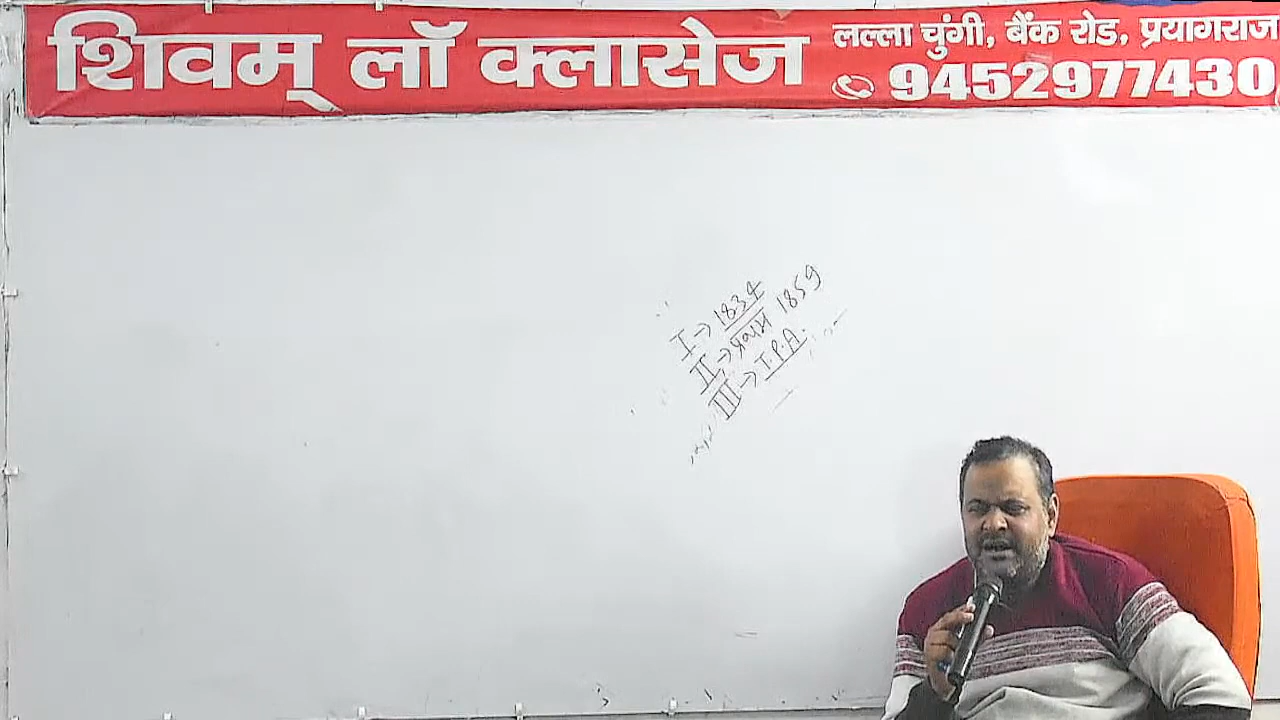 शिवम् लॉ क्लासेज
लल्ला चुंगी, बैंक रोड, प्रयागराज
9452977430
I → 1834
II → प्रथम 1859
III → T.P.A.